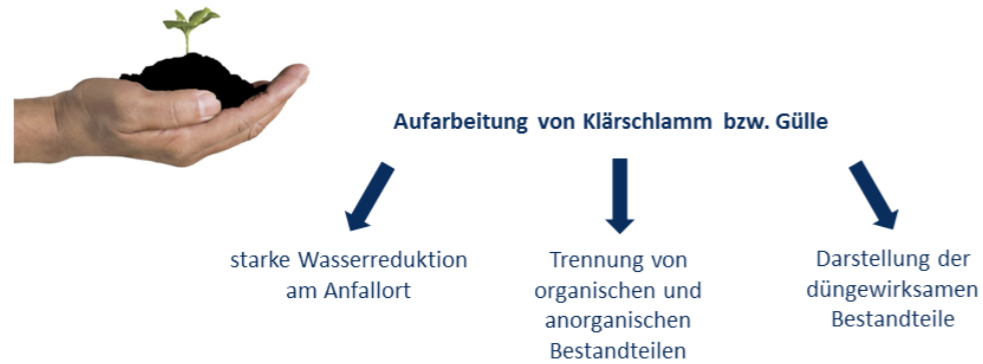 Aufarbeitung von Klärschlamm bzw. Gülle
starke Wasserreduktion
am Anfallort
Trennung von
organischen und
anorganischen
Bestandteilen
Darstellung der
düngewirksamen
Bestandteile